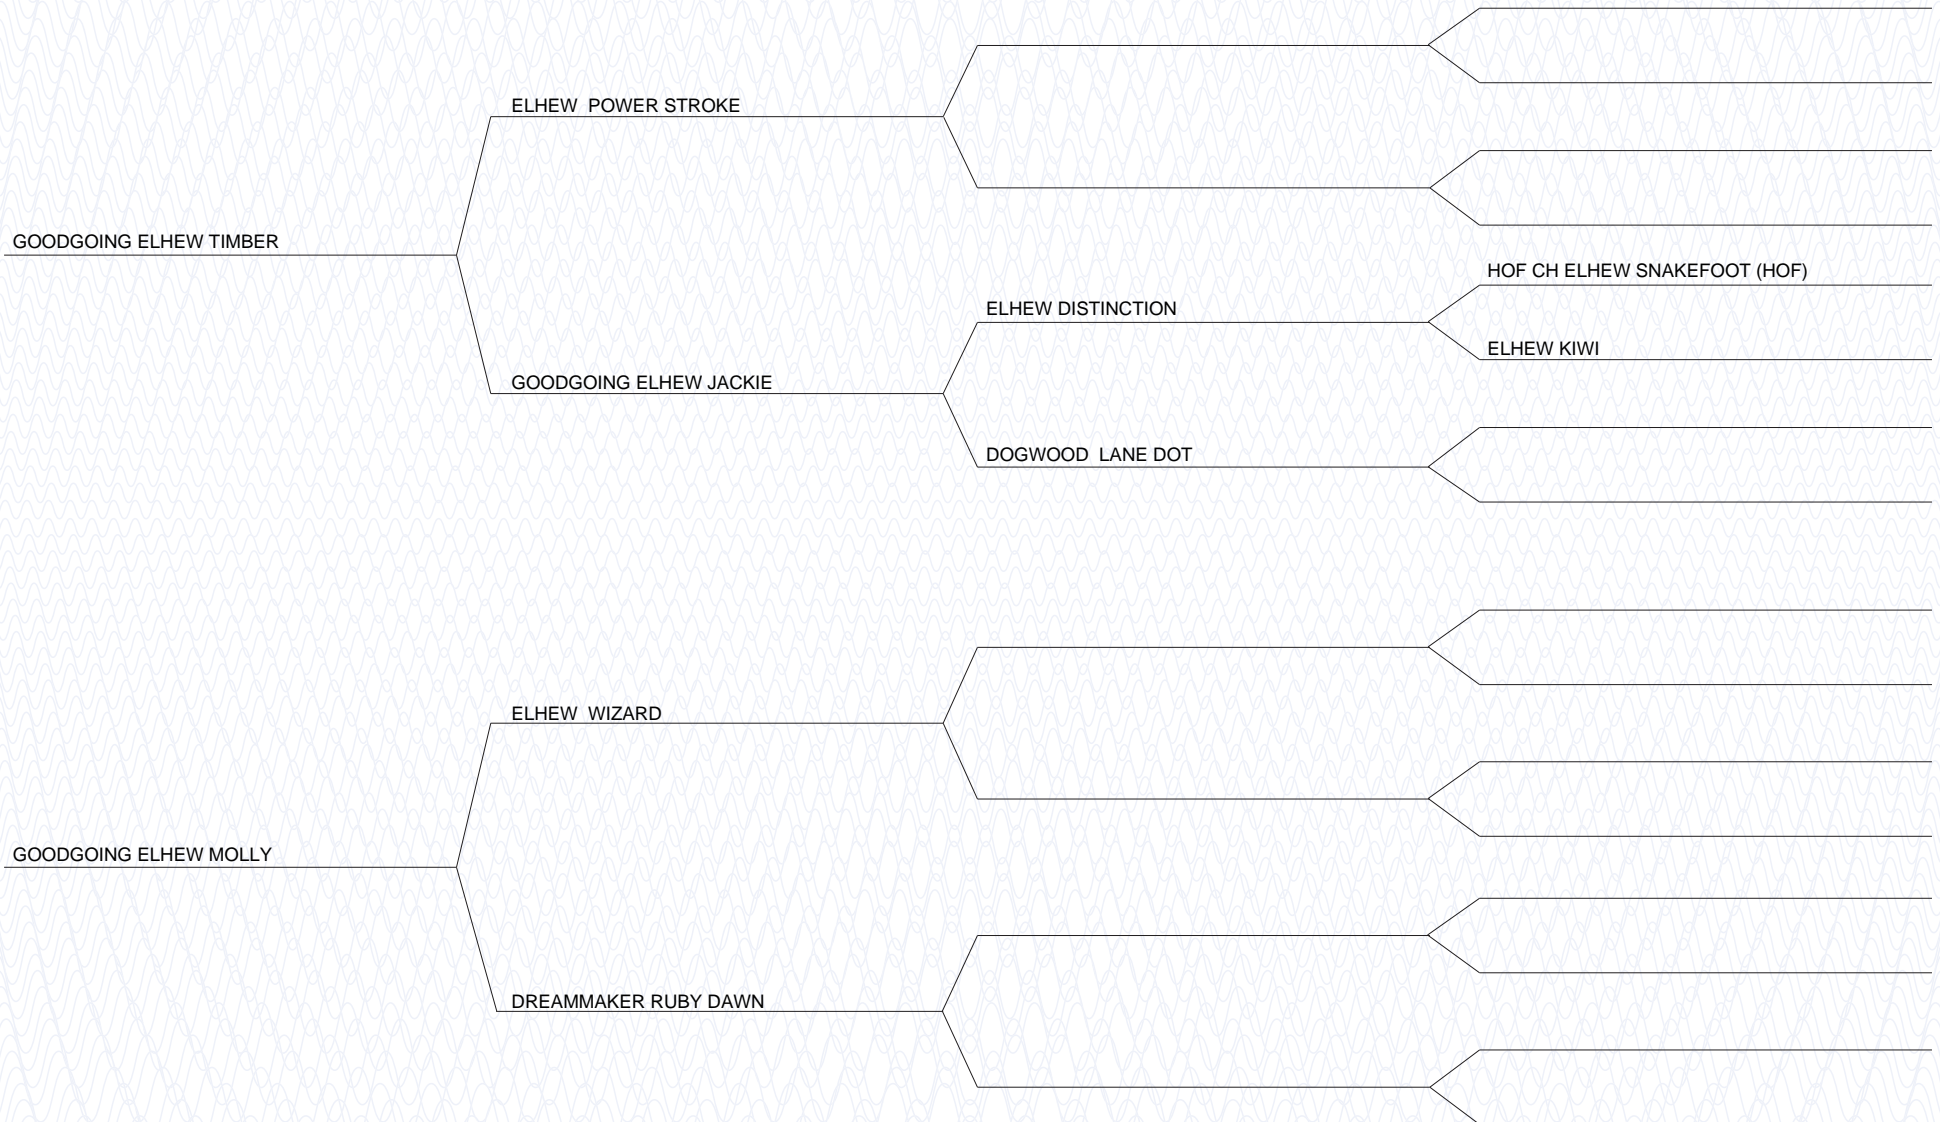 ELHEW  POWER STROKE
GOODGOING ELHEW TIMBER
HOF CH ELHEW SNAKEFOOT (HOF)
ELHEW DISTINCTION
ELHEW KIWI
GOODGOING ELHEW JACKIE
DOGWOOD  LANE DOT
ELHEW  WIZARD
GOODGOING ELHEW MOLLY
DREAMMAKER RUBY DAWN